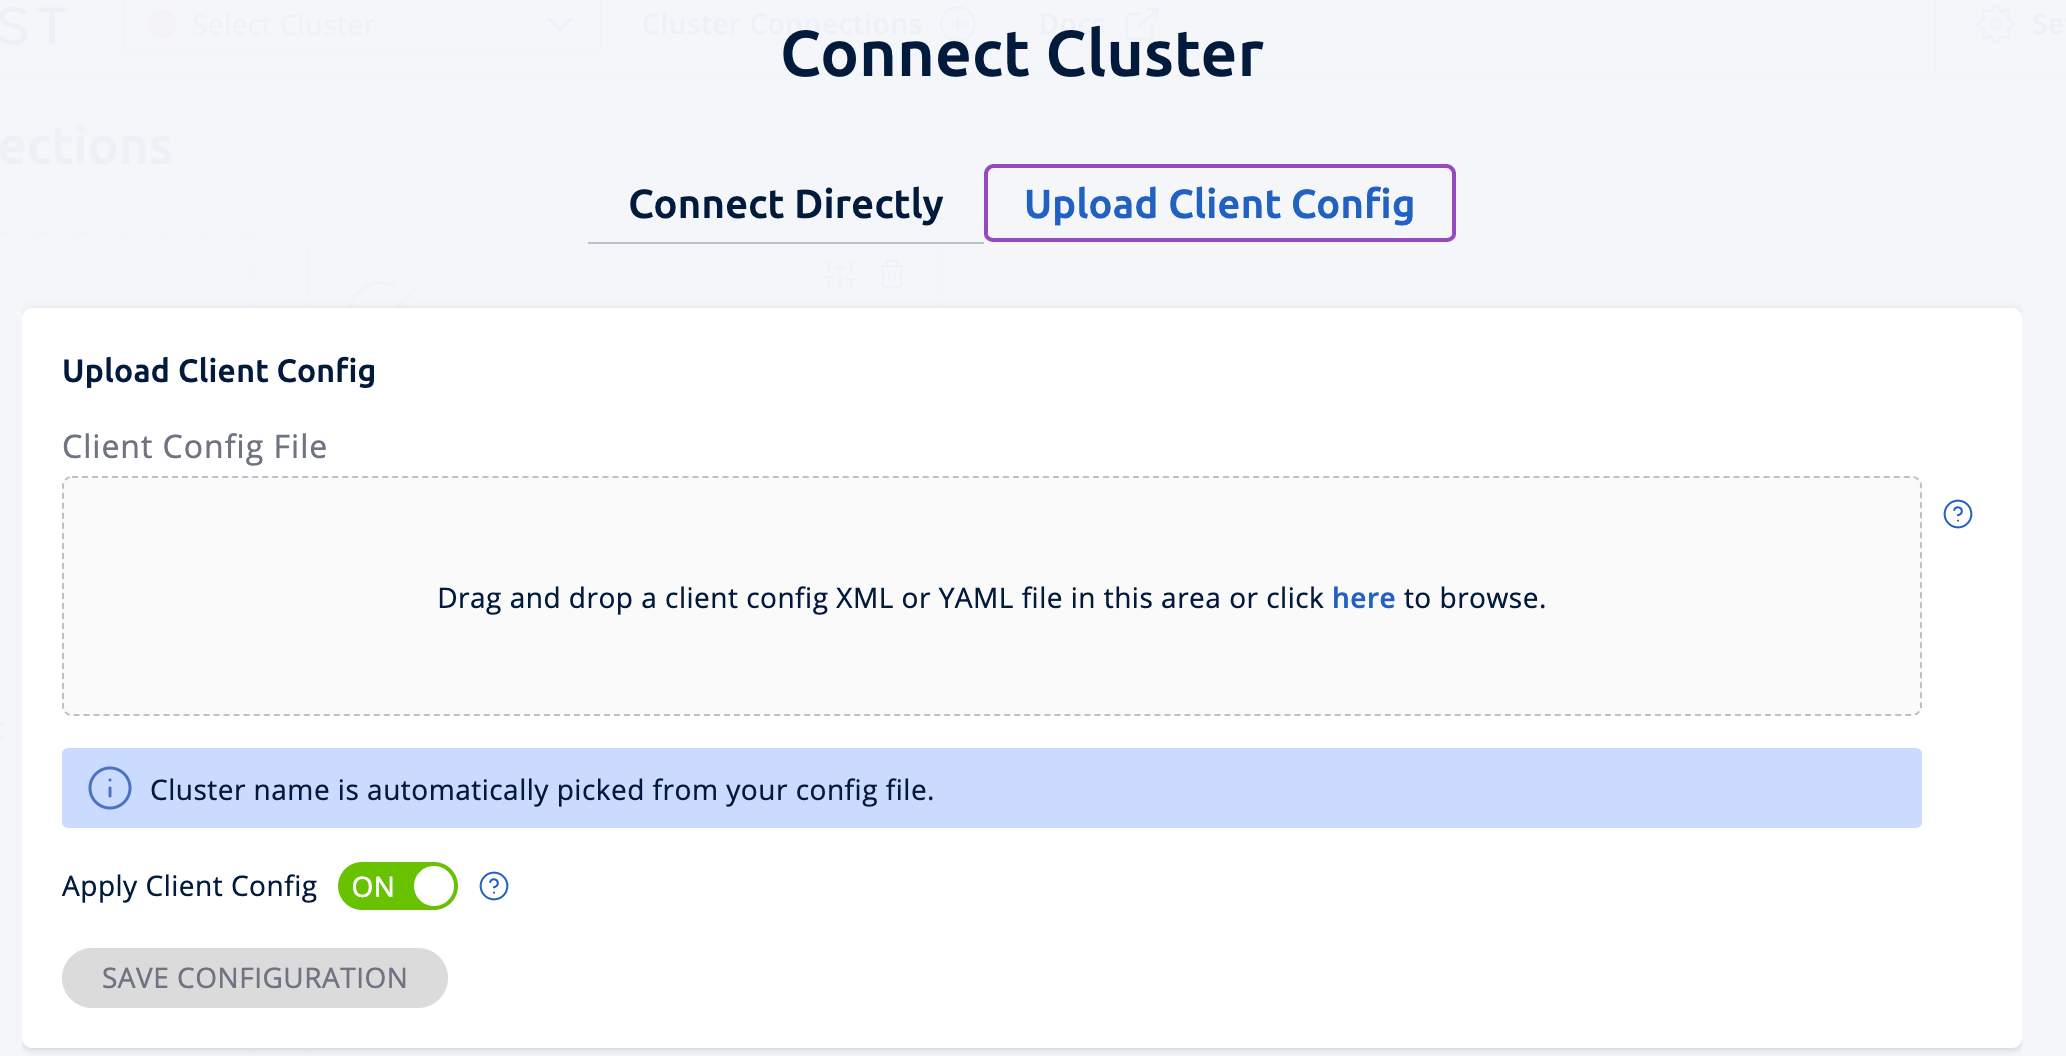 ST Select Cluster Cluster Connections Docs Se
Connect Cluster
ections
Connect Directly Upload Client Config
Upload Client Config
Client Config File
Drag and drop a client config XML or YAML file in this area or click here to browse.
Cluster name is automatically picked from your config file.
Apply Client Config ON
SAVE CONFIGURATION